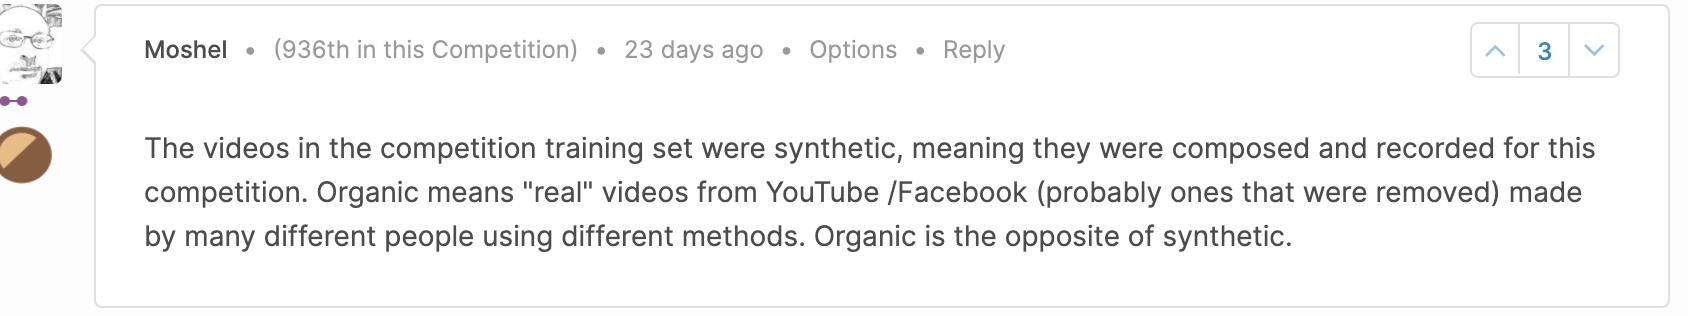 Moshel • (936th in this Competition) • 23 days ago • Options • Reply
3
The videos in the competition training set were synthetic, meaning they were composed and recorded for this
competition. Organic means "real" videos from YouTube /Facebook (probably ones that were removed) made
by many different people using different methods. Organic is the opposite of synthetic.